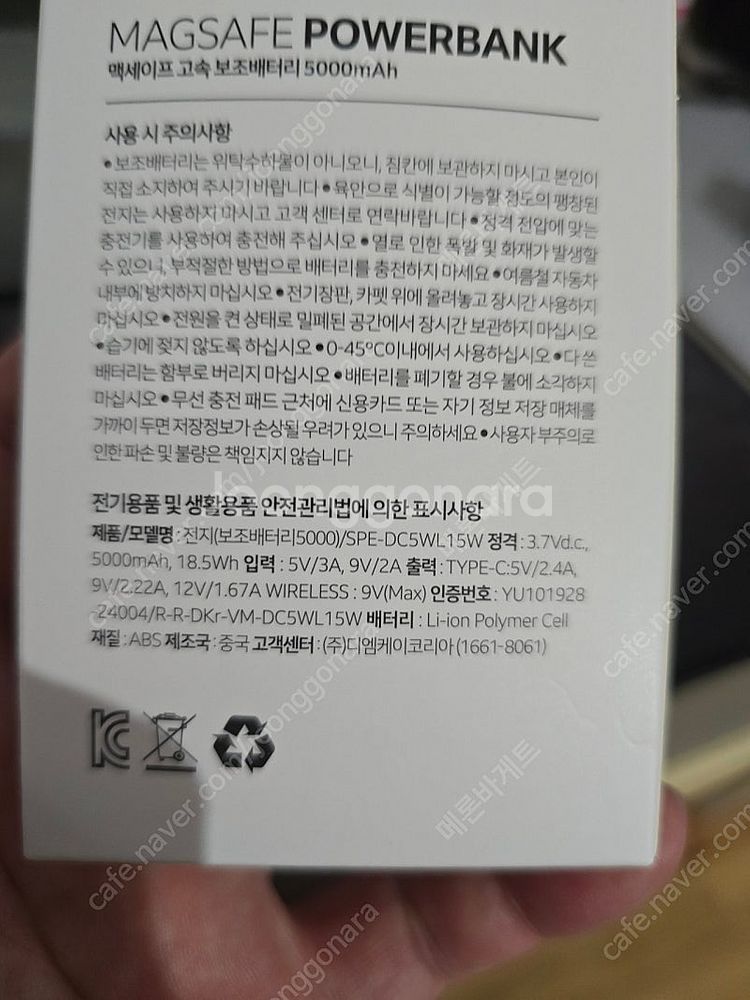 MAGSAFE POWERBANK
맥세이프 고속 보조배터리 5000mAh
사용 시 주의사항
●보조배터리는 위탁수하물이 아니오니, 짐칸에 보관하지 마시고 본인이
직접 소지하여 주시기 바랍니다 ●육안으로 식별이 가능할 정도의 팽창된
전지는 사용하지 마시고 고객 센터로 연락바랍니다 ●정격 전압에 맞는
충전기를 사용하여 충전해 주십시오 ●열로 인한 폭발 및 화재가 발생할
수 있으니 부적절한 방법으로 배터리를 충전하지 마세요 ●여름철 자동차
내부에 방치하지 마십시오 ●전기장판, 카펫 위에 올려놓고 장시간 사용하지
마십시오 ●전원을 켠 상태로 밀폐된 공간에서 장시간 보관하지 마십시오
●습기에 젖지 않도록 하십시오 ●0-45ºC이내에서 사용하십시오 ●다 쓴
배터리는 함부로 버리지 마십시오 ●배터리를 폐기할 경우 불에 소각하지
마십시오 ●무선 충전 패드 근처에 신용카드 또는 자기 정보 저장 매체를
가까이 두면 저장정보가 손상될 우려가 있으니 주의하세요 ●사용자 부주의로
인한 파손 및 불량은 책임지지 않습니다
전기용품 및 생활용품 안전관리법에 의한 표시사항
제품/모델명 : 전지(보조배터리5000)/SPE-DC5WL15W 정격 : 3.7Vd.c.,
5000mAh, 18.5Wh 입력 : 5V/3A, 9V/2A 출력 : TYPE-C:5V/2.4A,
9V/2.22A, 12V/1.67A WIRELESS : 9V(Max) 인증번호 : YU101928
-24004/R-R-DKr-VM-DC5WL15W 배터리 : Li-ion Polymer Cell
재질 : ABS 제조국 : 중국 고객센터 : (주)디엠케이코리아 (1661-8061)
joonggonara
cafe.naver.com/joonggonara
메론바게트